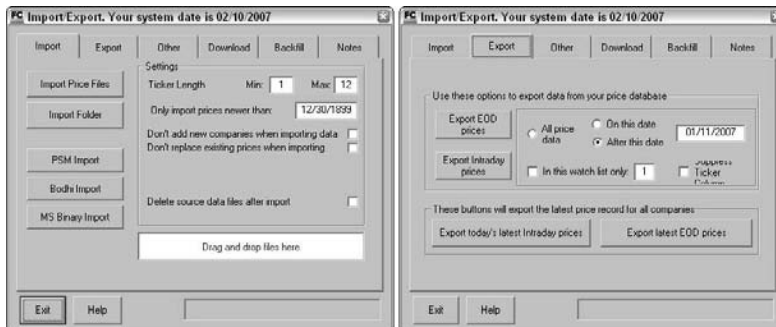 FC Import/Export. Your system date is 02/10/2007
Import Export Other Download Backfill Notes
Import Price Files
Import Folder
PSM Import
Bodhi Import
MS Binary Import
Settings
Ticker Length Min: 1 Max: 12
Only import prices newer than: 12/30/1899
Don't add new companies when importing data
Don't replace existing prices when importing
Delete source data files after import
Drag and drop files here
Exit Help
FC Import/Export. Your system date is 02/10/2007
Import Export Other Download Backfill Notes
Use these options to export data from your price database
Export EOD
prices
Export Intraday
prices
All price
data
On this date
After this date
01/11/2007
In this watch list only: 1
Suppress
Ticker
Column
These buttons will export the latest price record for all companies
Export today's latest Intraday prices Export latest EOD prices
Exit Help